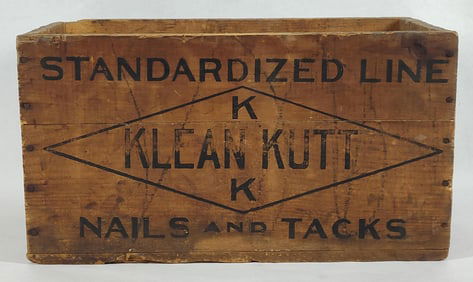 STANDARDIZED LINE
K
KLEAN KUTT
K
NAILS AND TACKS